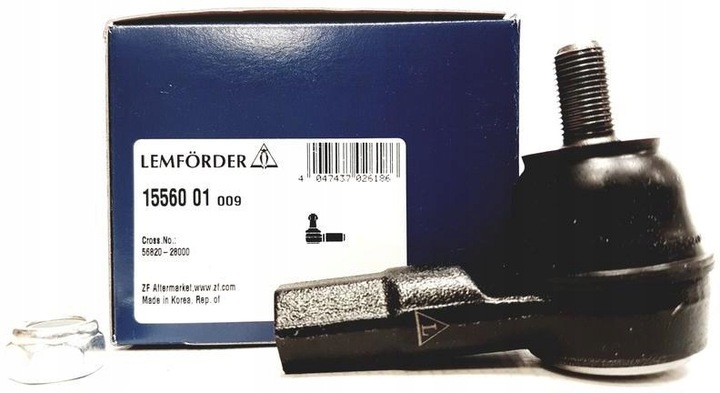 LEMFÖRDER
4 047437 026186
15560 01 009
Cross.No.:
56820-28000
ZF Aftermarket,www.zf.com
Made in Korea. Rep. of
L